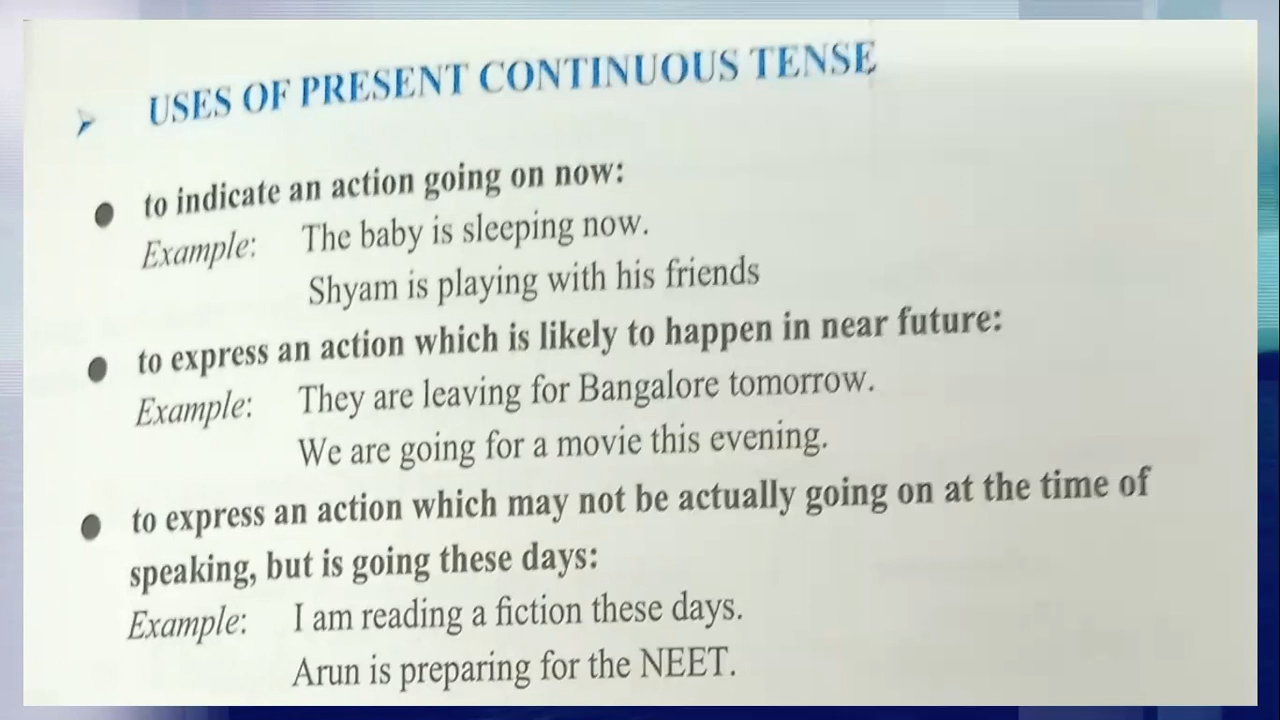 ➢ USES OF PRESENT CONTINUOUS TENSE
● to indicate an action going on now:
Example: The baby is sleeping now.
Shyam is playing with his friends
● to express an action which is likely to happen in near future:
Example: They are leaving for Bangalore tomorrow.
We are going for a movie this evening.
● to express an action which may not be actually going on at the time of
speaking, but is going these days:
Example: I am reading a fiction these days.
Arun is preparing for the NEET.